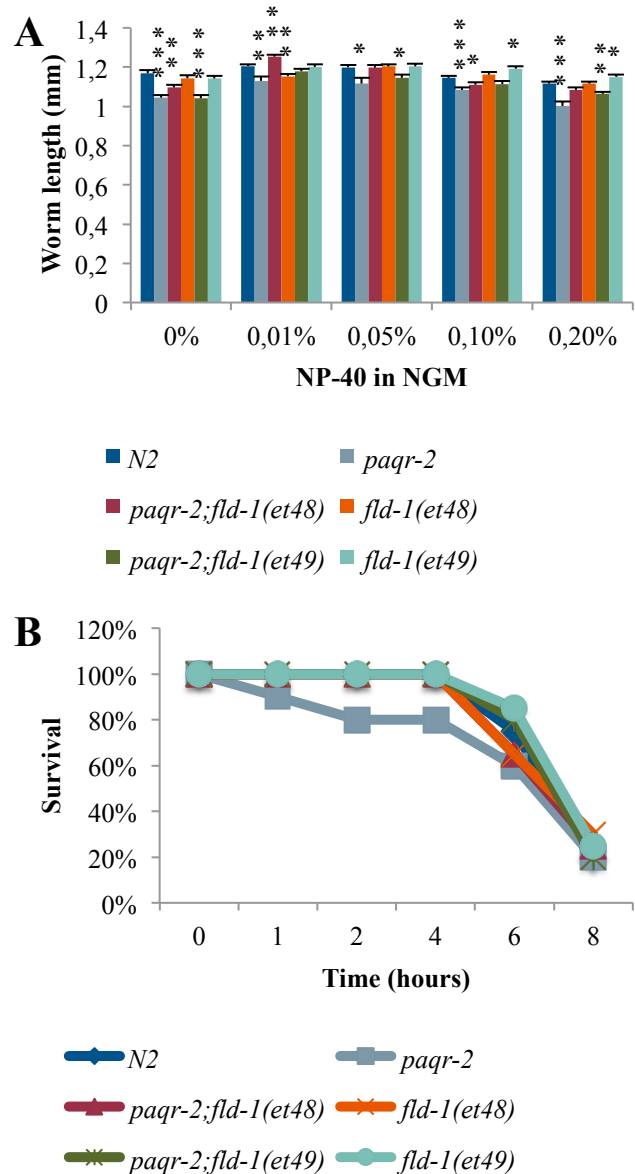 A
1,4
1,2
1
0,8
0,6
0,4
0,2
0
Worm length (mm)
*** ** *** ** ** ** * * *** * * *** ** *
0% 0,01% 0,05% 0,10% 0,20%
NP-40 in NGM
N2 paqr-2
paqr-2;fld-1(et48) fld-1(et48)
paqr-2;fld-1(et49) fld-1(et49)
B
120%
100%
80%
60%
40%
20%
0%
Survival
0 1 2 4 6 8
Time (hours)
N2 paqr-2
paqr-2;fld-1(et48) fld-1(et48)
paqr-2;fld-1(et49) fld-1(et49)